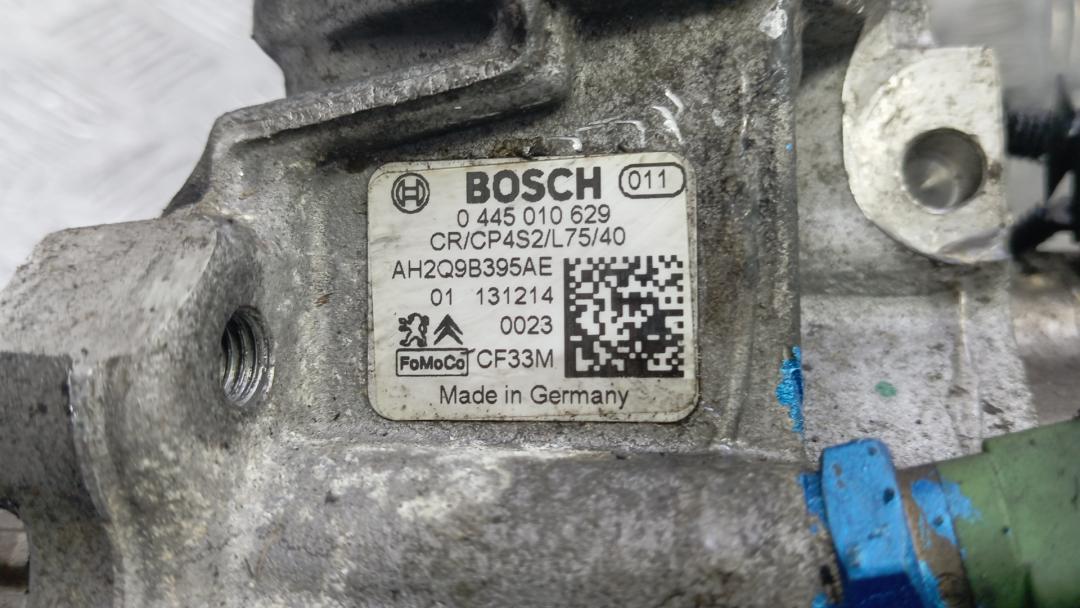 BOSCH 011
0 445 010 629
CR/CP4S2/L75/40
AH2Q9B395AE
01 131214
0023
FoMoCo CF33M
Made in Germany